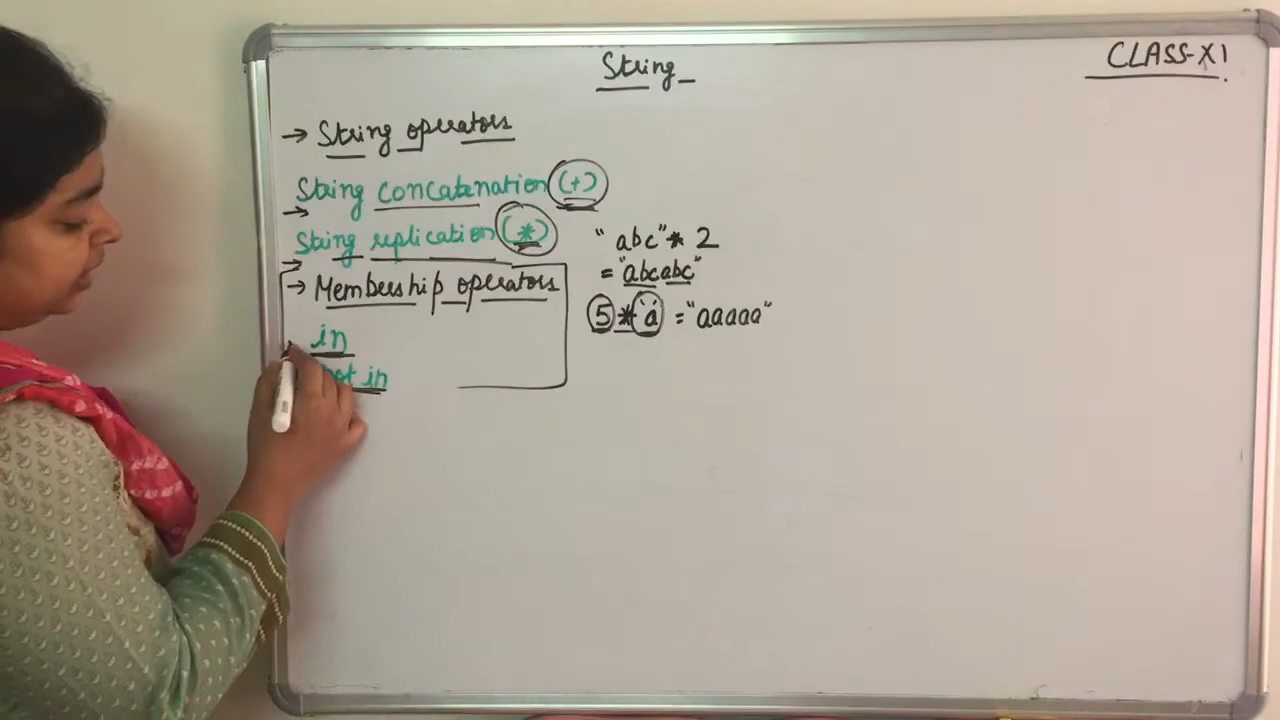 String
CLASS-XI
→ String operators
String concatenation (+)
→
String replication (*)
→
→ Membership operators
in
not in
"abc" * 2
= "abcabc"
5 * 'a' = "aaaaa"